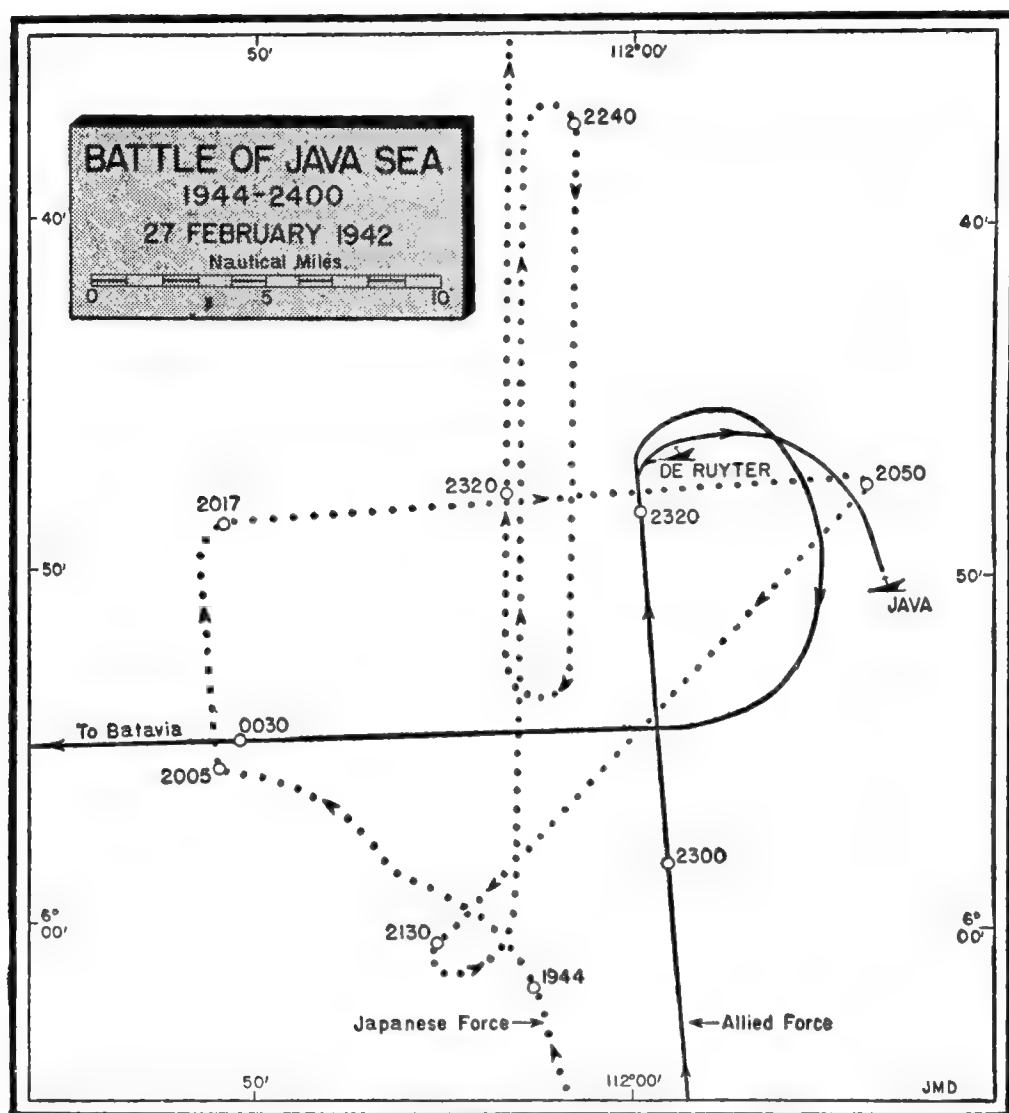 50'
112°00'
2240
BATTLE OF JAVA SEA
1944-2400
27 FEBRUARY 1942
Nautical Miles
0 5 10
40'
40'
DE RUYTER
2050
2320
2017
2320
50'
50'
JAVA
To Batavia
0030
2005
2300
6°
00'
6°
00'
2130
1944
Japanese Force
Allied Force
50'
112°00'
JMD